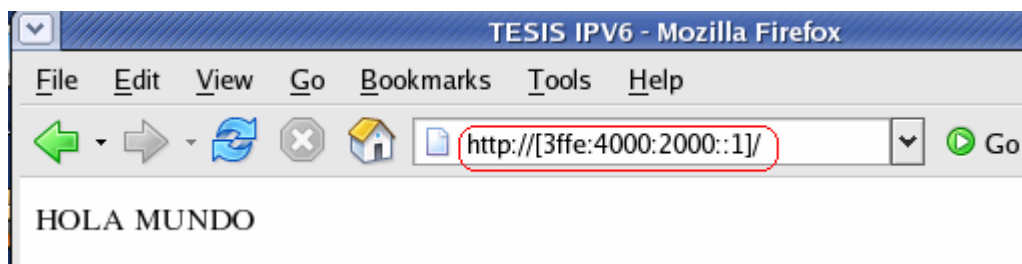 TESIS IPV6 - Mozilla Firefox
File Edit View Go Bookmarks Tools Help
http://[3ffe:4000:2000::1]/ Go
HOLA MUNDO